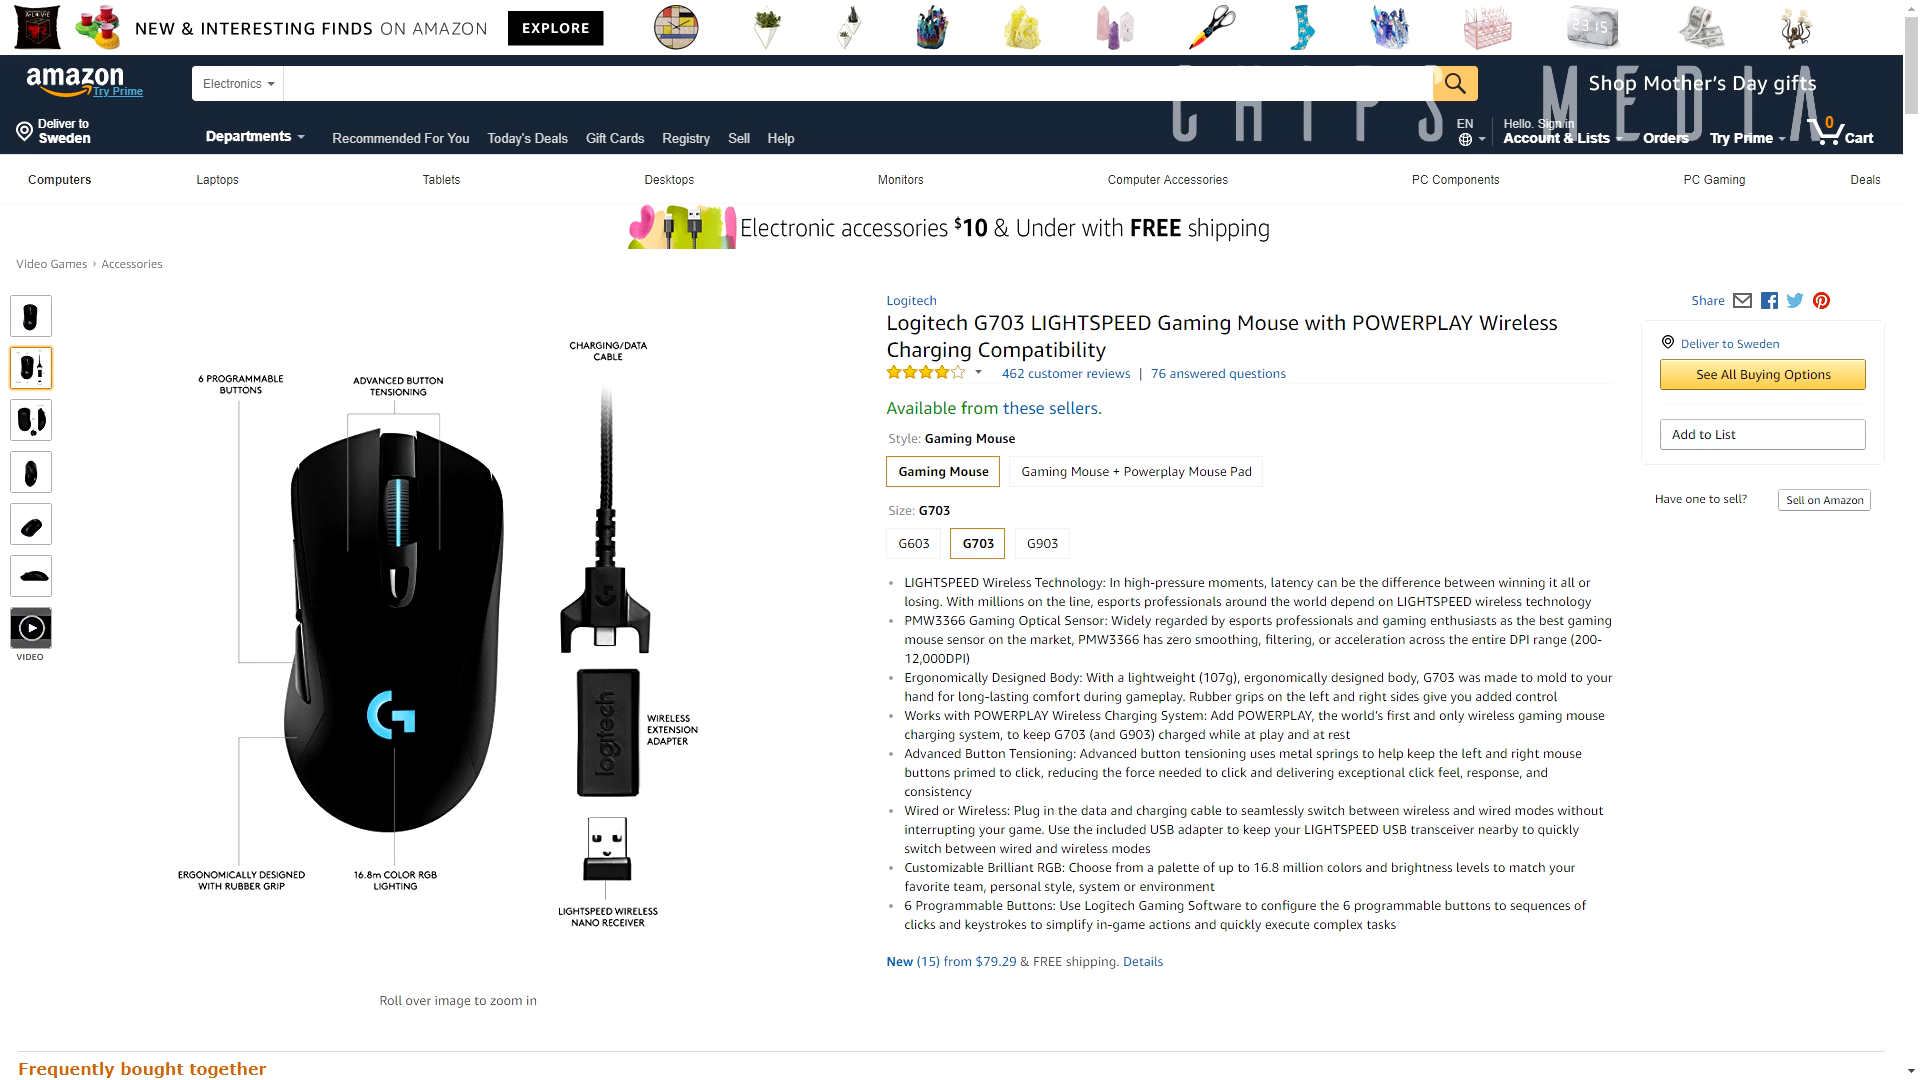 NEW & INTERESTING FINDS ON AMAZON
EXPLORE
amazon
Try Prime
Electronics
Shop Mother's Day gifts
CHIPS MEDIA
Deliver to
Sweden
Departments
Recommended For You
Today's Deals
Gift Cards
Registry
Sell
Help
EN
Hello. Sign in
Account & Lists
Orders
Try Prime
0
Cart
Computers
Laptops
Tablets
Desktops
Monitors
Computer Accessories
PC Components
PC Gaming
Deals
Electronic accessories $10 & Under with FREE shipping
Video Games › Accessories
VIDEO
CHARGING/DATA
CABLE
6 PROGRAMMABLE
BUTTONS
ADVANCED BUTTON
TENSIONING
logitech
WIRELESS
EXTENSION
ADAPTER
ERGONOMICALLY DESIGNED
WITH RUBBER GRIP
16.8m COLOR RGB
LIGHTING
LIGHTSPEED WIRELESS
NANO RECEIVER
Roll over image to zoom in
Logitech
Logitech G703 LIGHTSPEED Gaming Mouse with POWERPLAY Wireless
Charging Compatibility
462 customer reviews | 76 answered questions
Available from these sellers.
Style: Gaming Mouse
Gaming Mouse
Gaming Mouse + Powerplay Mouse Pad
Size: G703
G603
G703
G903
• LIGHTSPEED Wireless Technology: In high-pressure moments, latency can be the difference between winning it all or
losing. With millions on the line, esports professionals around the world depend on LIGHTSPEED wireless technology
• PMW3366 Gaming Optical Sensor: Widely regarded by esports professionals and gaming enthusiasts as the best gaming
mouse sensor on the market, PMW3366 has zero smoothing, filtering, or acceleration across the entire DPI range (200-
12,000DPI)
• Ergonomically Designed Body: With a lightweight (107g), ergonomically designed body, G703 was made to mold to your
hand for long-lasting comfort during gameplay. Rubber grips on the left and right sides give you added control
• Works with POWERPLAY Wireless Charging System: Add POWERPLAY, the world's first and only wireless gaming mouse
charging system, to keep G703 (and G903) charged while at play and at rest
• Advanced Button Tensioning: Advanced button tensioning uses metal springs to help keep the left and right mouse
buttons primed to click, reducing the force needed to click and delivering exceptional click feel, response, and
consistency
• Wired or Wireless: Plug in the data and charging cable to seamlessly switch between wireless and wired modes without
interrupting your game. Use the included USB adapter to keep your LIGHTSPEED USB transceiver nearby to quickly
switch between wired and wireless modes
• Customizable Brilliant RGB: Choose from a palette of up to 16.8 million colors and brightness levels to match your
favorite team, personal style, system or environment
• 6 Programmable Buttons: Use Logitech Gaming Software to configure the 6 programmable buttons to sequences of
clicks and keystrokes to simplify in-game actions and quickly execute complex tasks
New (15) from $79.29 & FREE shipping. Details
Share
Deliver to Sweden
See All Buying Options
Add to List
Have one to sell?
Sell on Amazon
Frequently bought together